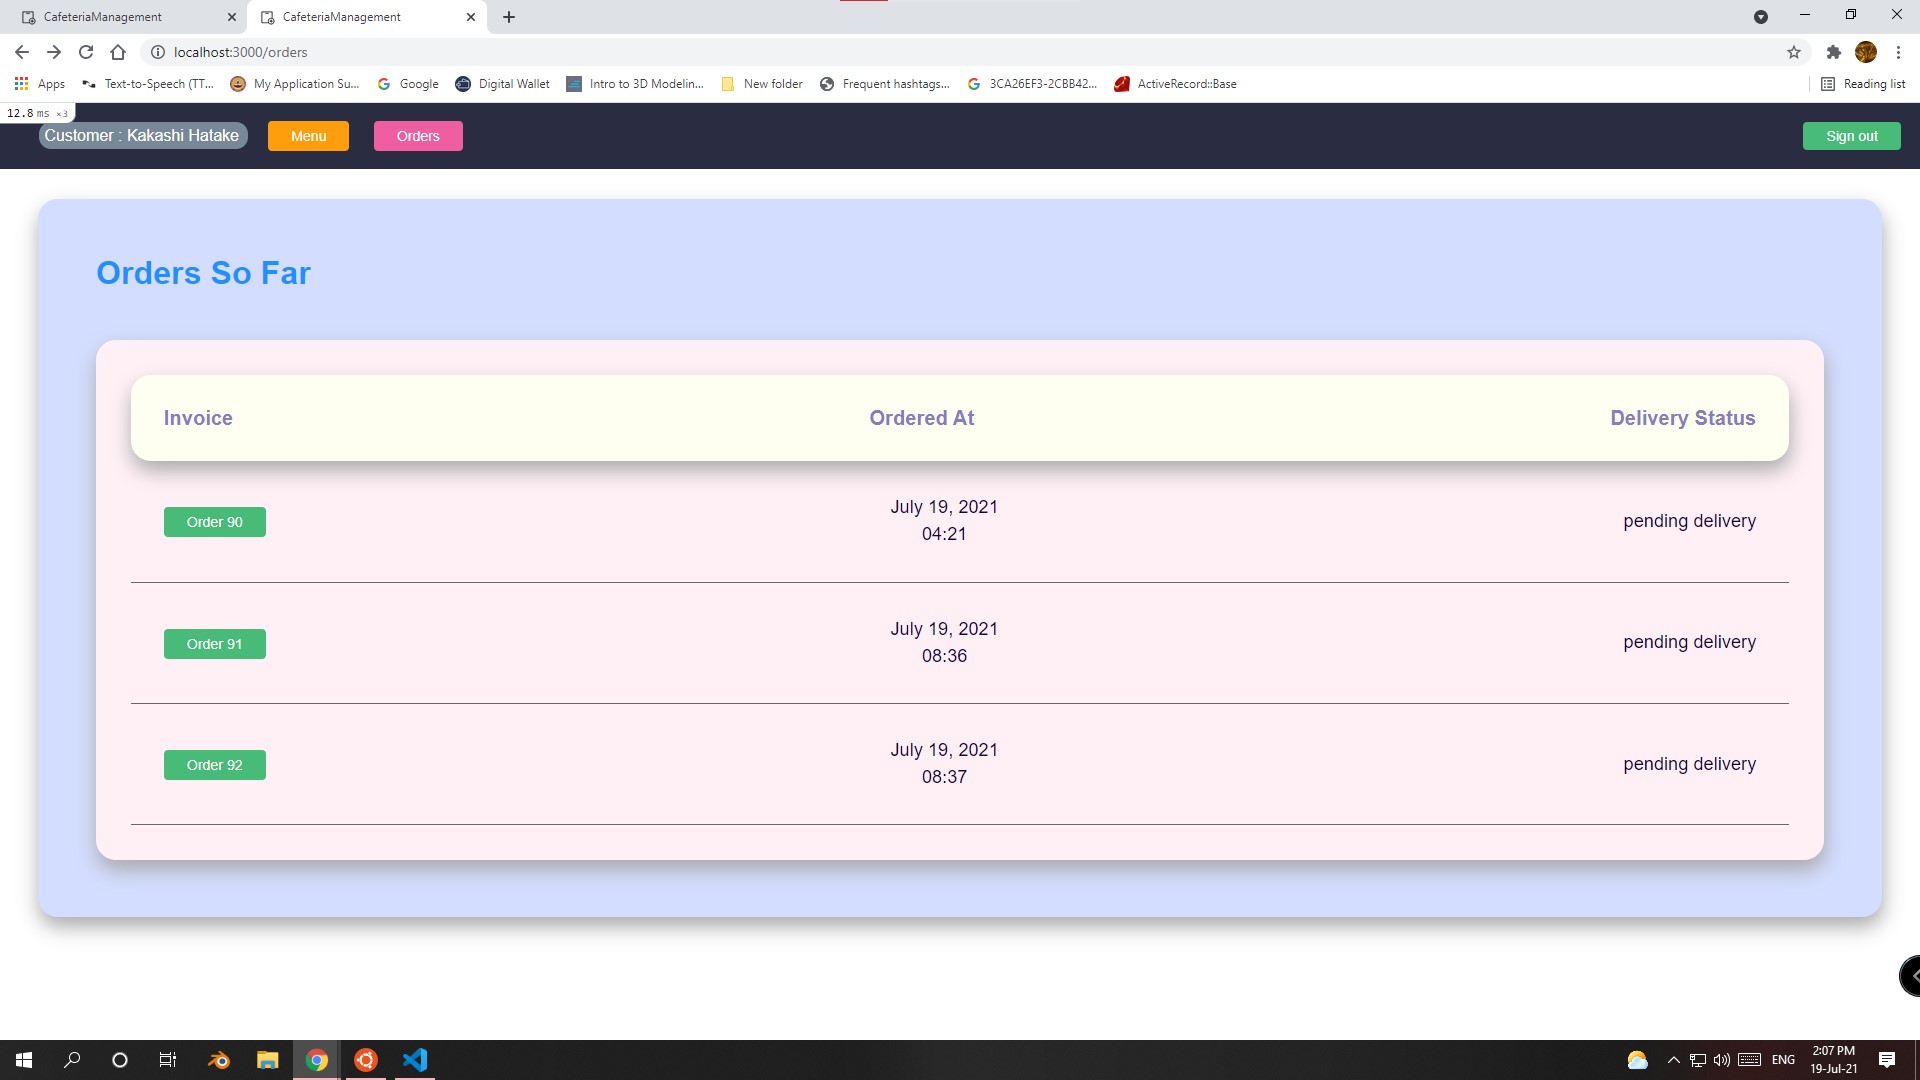 CafeteriaManagement CafeteriaManagement
localhost:3000/orders
Apps Text-to-Speech (TT... My Application Su... Google Digital Wallet Intro to 3D Modelin... New folder Frequent hashtags... 3CA26EF3-2CBB42... ActiveRecord::Base Reading list
12.8 ms ×3
Customer : Kakashi Hatake Menu Orders Sign out
Orders So Far
Invoice Ordered At Delivery Status
Order 90 July 19, 2021 pending delivery
04:21
Order 91 July 19, 2021 pending delivery
08:36
Order 92 July 19, 2021 pending delivery
08:37
ENG 2:07 PM
19-Jul-21